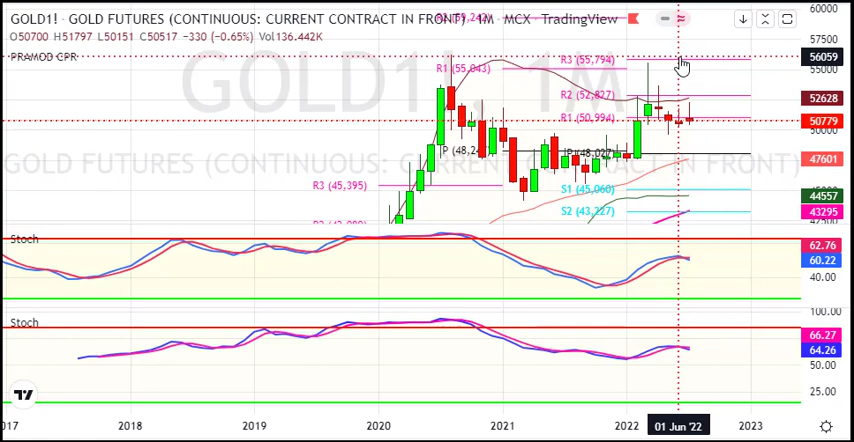 GOLD1! · GOLD FUTURES (CONTINUOUS: CURRENT CONTRACT IN FRONT) · 1M · MCX · TradingView
O50700 H51797 L50151 C50517 −330 (−0.65%) Vol136.442K
PRAMOD CPR
GOLD1!, 1M
GOLD FUTURES (CONTINUOUS: CURRENT CONTRACT IN FRONT)
R1 (55,043)
R3 (55,794)
R2 (52,827)
R1 (50,994)
P (48,027)
R3 (45,395)
S1 (45,060)
S2 (43,227)
60000
57500
56059
55000
52628
50779
50000
47601
44557
43295
Stoch
62.76
60.22
40.00
Stoch
100.00
66.27
64.26
50.00
25.00
2017
2018
2019
2020
2021
2022
01 Jun '22
2023